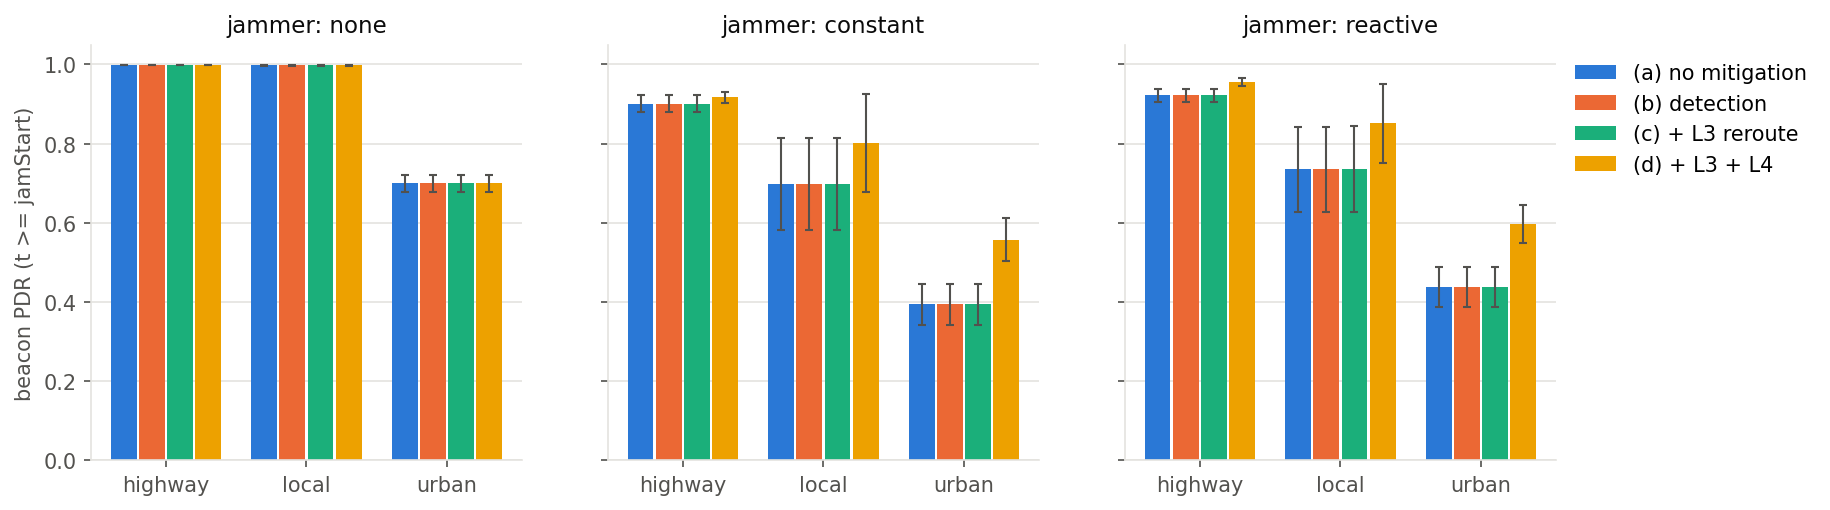 jammer: none
jammer: constant
jammer: reactive
beacon PDR (t >= jamStart)
1.0
0.8
0.6
0.4
0.2
0.0
highway
local
urban
highway
local
urban
highway
local
urban
(a) no mitigation
(b) detection
(c) + L3 reroute
(d) + L3 + L4